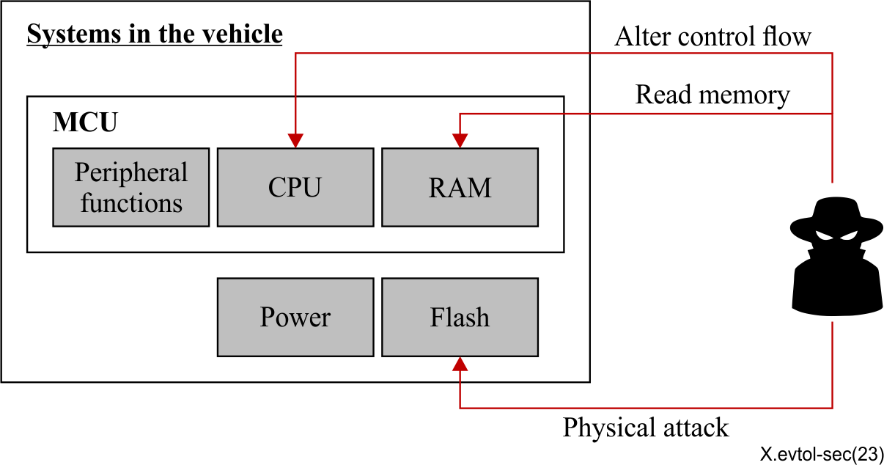 Systems in the vehicle
Alter control flow
Read memory
MCU
Peripheral
functions
CPU
RAM
Power
Flash
Physical attack
X.evtol-sec(23)